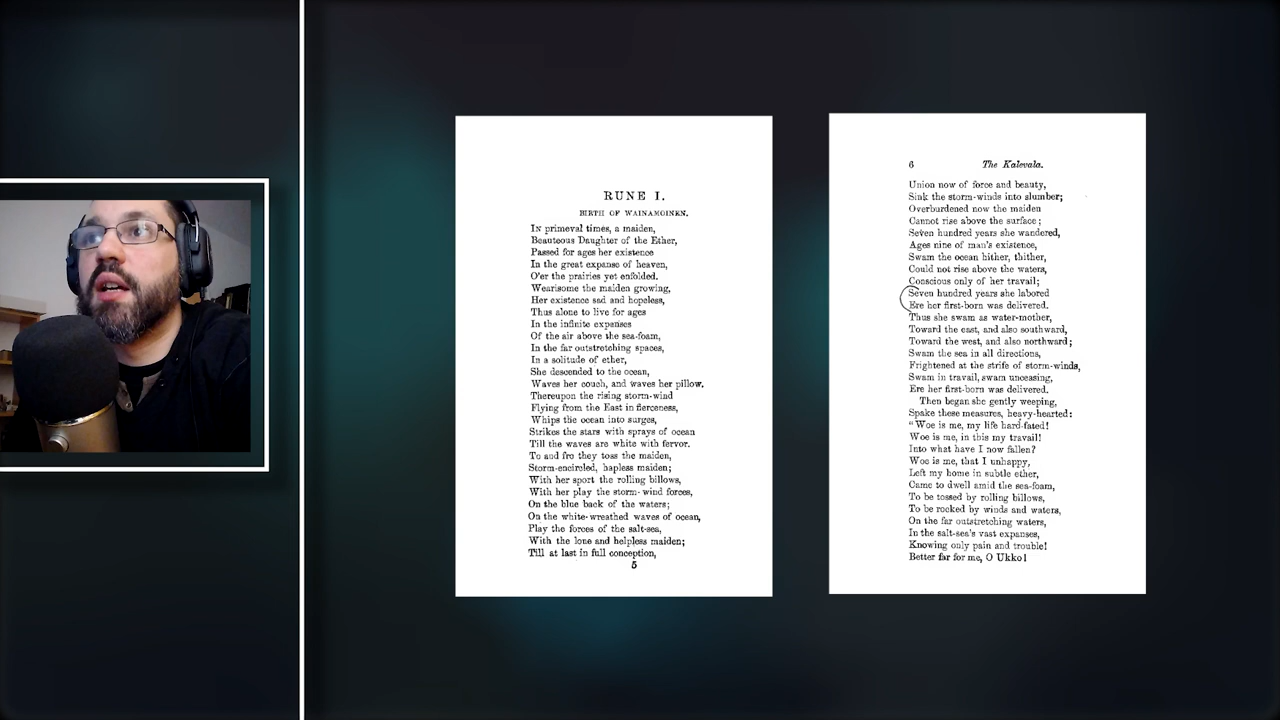 RUNE I.
BIRTH OF WAINAMOINEN.
IN primeval times, a maiden,
Beauteous Daughter of the Ether,
Passed for ages her existence
In the great expanse of heaven,
O'er the prairies yet enfolded.
Wearisome the maiden growing,
Her existence sad and hopeless,
Thus alone to live for ages
In the infinite expanses
Of the air above the sea-foam,
In the far outstretching spaces,
In a solitude of ether,
She descended to the ocean,
Waves her couch, and waves her pillow.
Thereupon the rising storm-wind
Flying from the East in fierceness,
Whips the ocean into surges,
Strikes the stars with sprays of ocean
Till the waves are white with fervor.
To and fro they toss the maiden,
Storm-encircled, hapless maiden;
With her sport the rolling billows,
With her play the storm-wind forces,
On the blue back of the waters;
On the white-wreathed waves of ocean,
Play the forces of the salt-sea,
With the lone and helpless maiden;
Till at last in full conception,
5
6 The Kalevala.
Union now of force and beauty,
Sink the storm-winds into slumber;
Overburdened now the maiden
Cannot rise above the surface;
Seven hundred years she wandered,
Ages nine of man's existence,
Swam the ocean hither, thither,
Could not rise above the waters,
Conscious only of her travail;
Seven hundred years she labored
Ere her first-born was delivered.
Thus she swam as water-mother,
Toward the east, and also southward,
Toward the west, and also northward;
Swam the sea in all directions,
Frightened at the strife of storm-winds,
Swam in travail, swam unceasing,
Ere her first-born was delivered.
Then began she gently weeping,
Spake these measures, heavy-hearted:
"Woe is me, my life hard-fated!
Woe is me, in this my travail!
Into what have I now fallen?
Woe is me, that I unhappy,
Left my home in subtle ether,
Came to dwell amid the sea-foam,
To be tossed by rolling billows,
To be rocked by winds and waters,
On the far outstretching waters,
In the salt-sea's vast expanses,
Knowing only pain and trouble!
Better far for me, O Ukko!